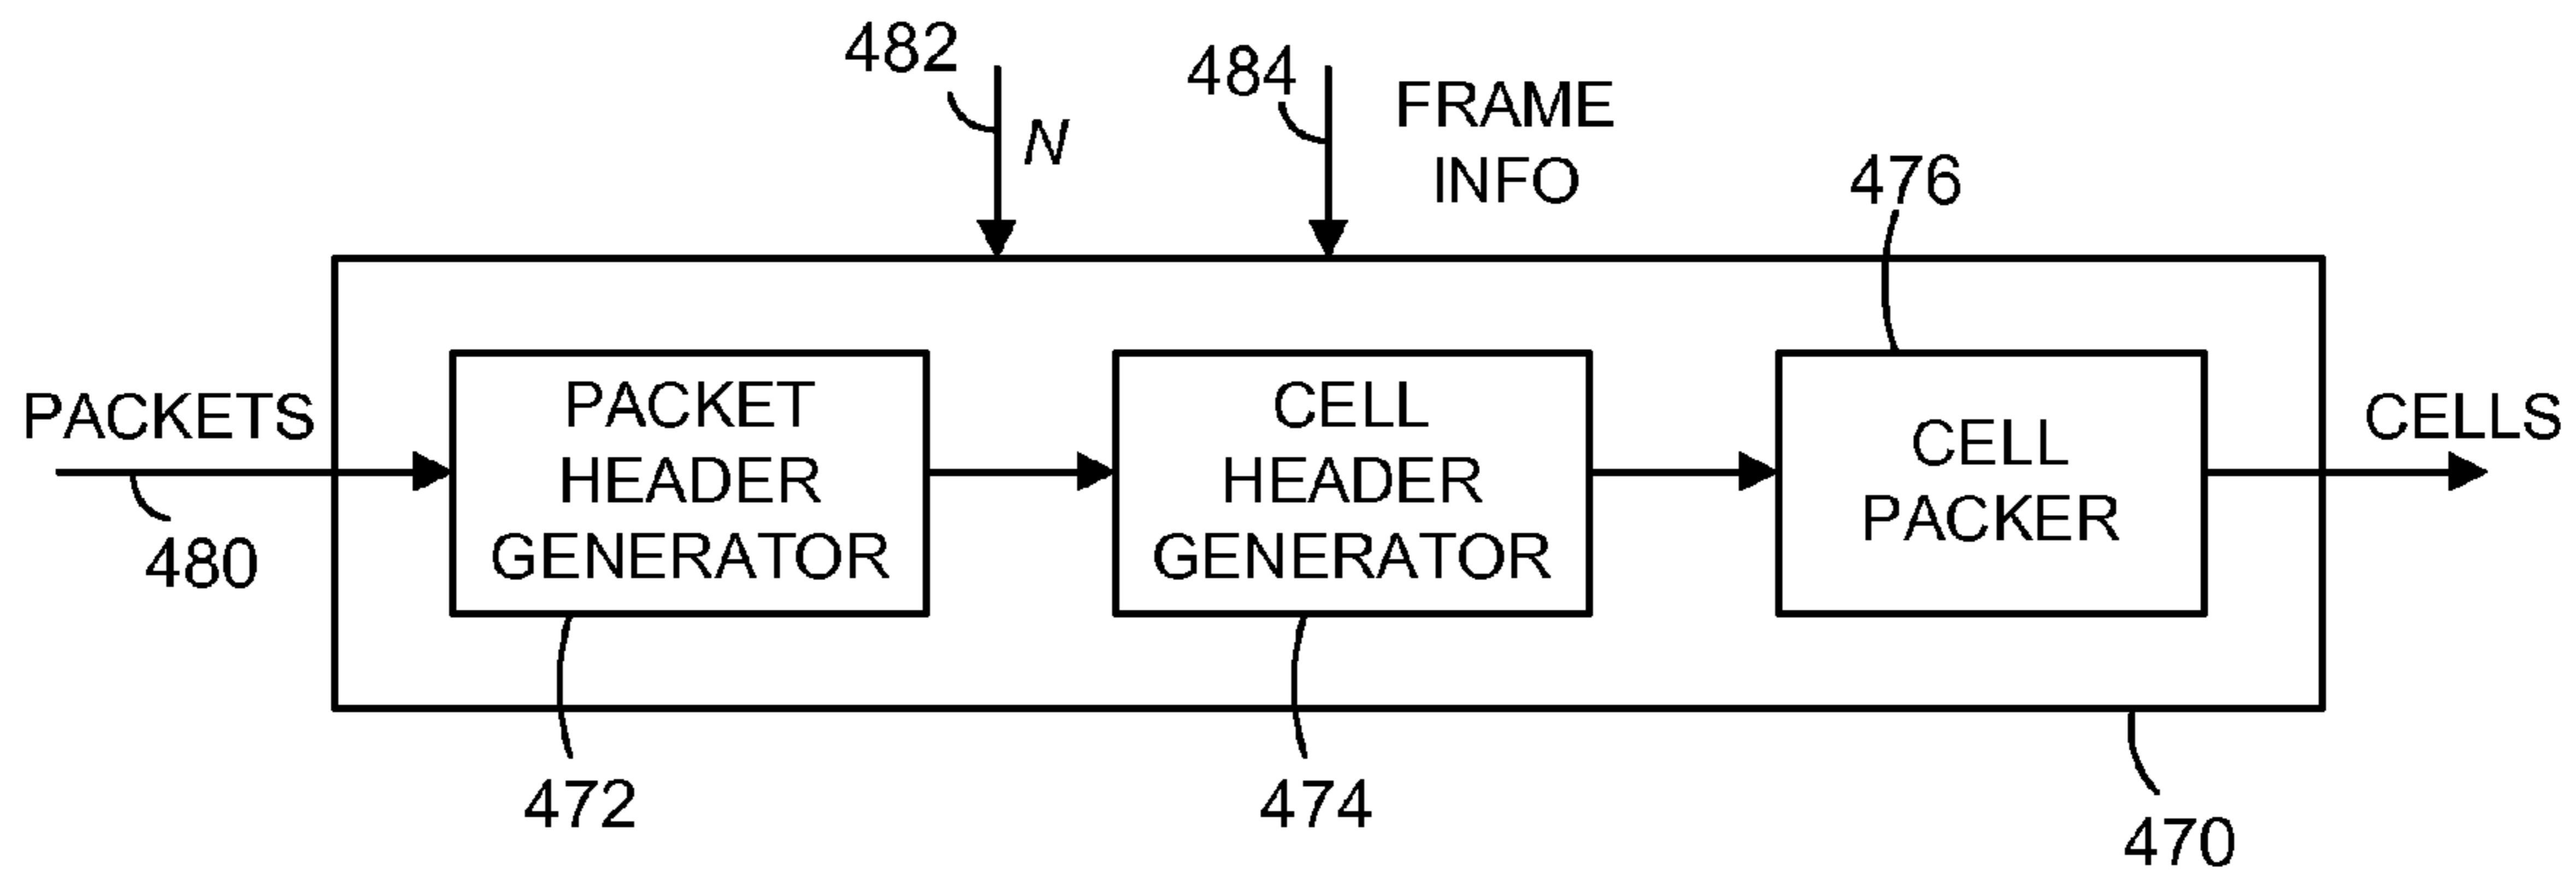 482
484
N
FRAME
INFO
476
PACKETS
480
PACKET
HEADER
GENERATOR
CELL
HEADER
GENERATOR
CELL
PACKER
CELLS
472
474
470